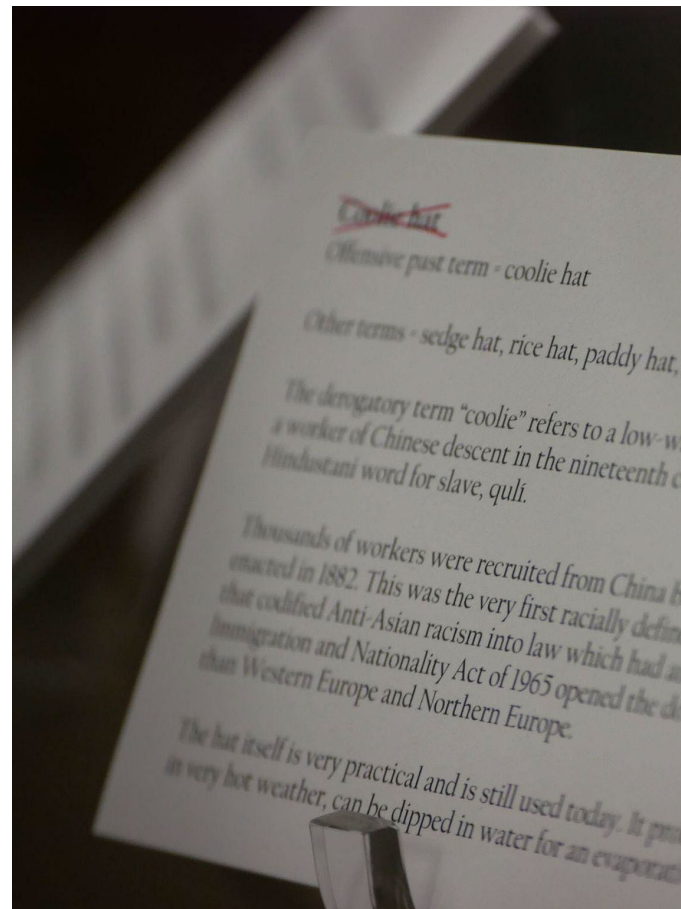 Coolie hat
Offensive past term - coolie hat
Other terms - sedge hat, rice hat, paddy hat,
The derogatory term “coolie” refers to a low-w
a worker of Chinese descent in the nineteenth c
Hindustani word for slave, qulí.
Thousands of workers were recruited from China
enacted in 1882. This was the very first racially define
that codified Anti-Asian racism into law which had
Immigration and Nationality Act of 1965 opened the do
than Western Europe and Northern Europe.
The hat itself is very practical and is still used today. It pro
in very hot weather, can be dipped in water for an evaporati